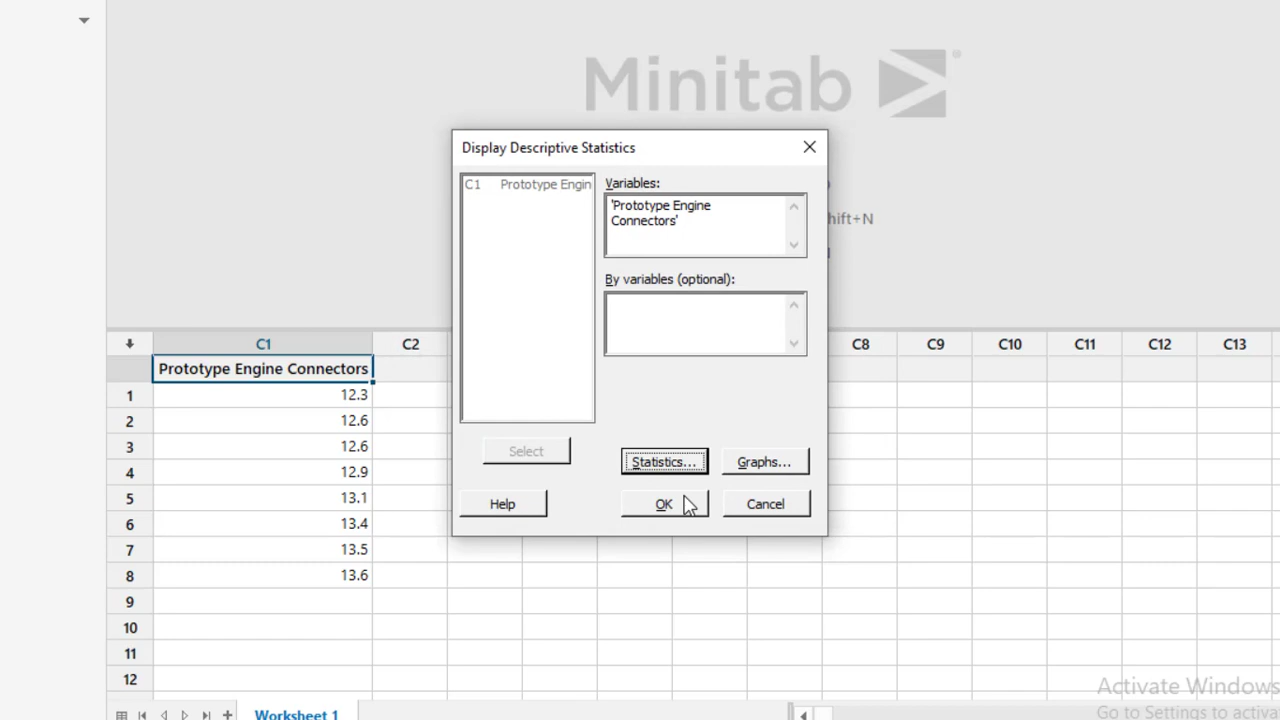 Minitab
Display Descriptive Statistics
C1 Prototype Engin
Variables:
'Prototype Engine
Connectors'
hift+N
By variables (optional):
Select
Statistics...
Graphs...
Help
OK
Cancel
C1 C2 C8 C9 C10 C11 C12 C13
Prototype Engine Connectors
1 12.3
2 12.6
3 12.6
4 12.9
5 13.1
6 13.4
7 13.5
8 13.6
9
10
11
12
Activate Windows
Go to Settings to activa
Worksheet 1